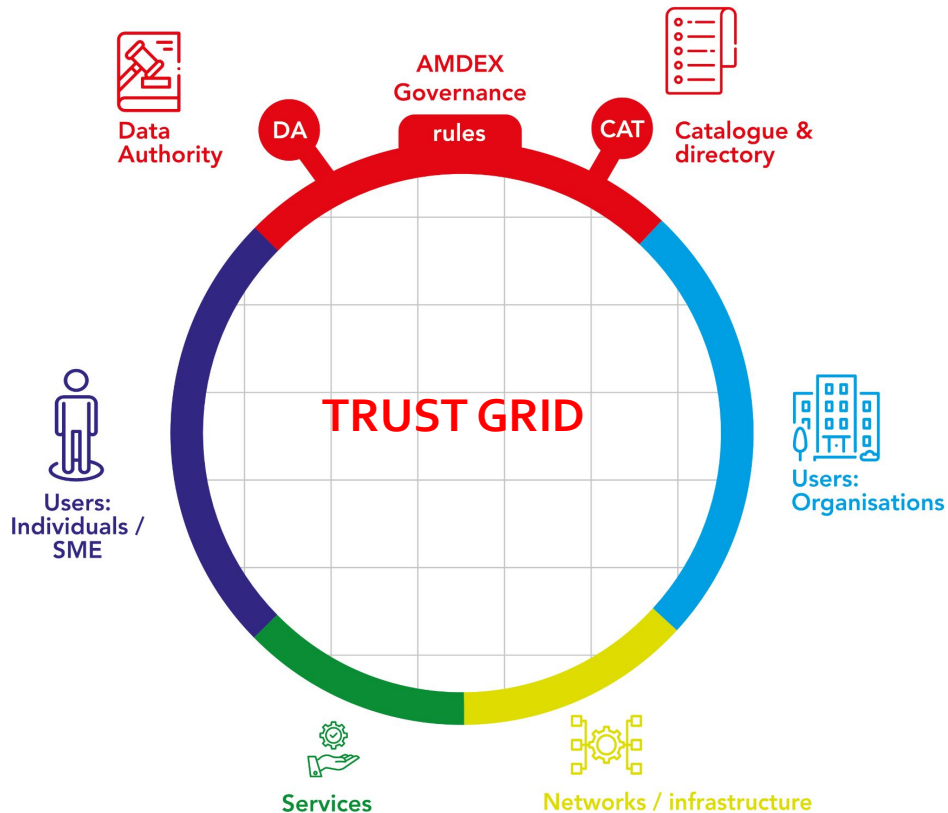 AMDEX
Governance
rules
DA
CAT
Data
Authority
Catalogue &
directory
TRUST GRID
Users:
Individuals /
SME
Users:
Organisations
Services
Networks / infrastructure